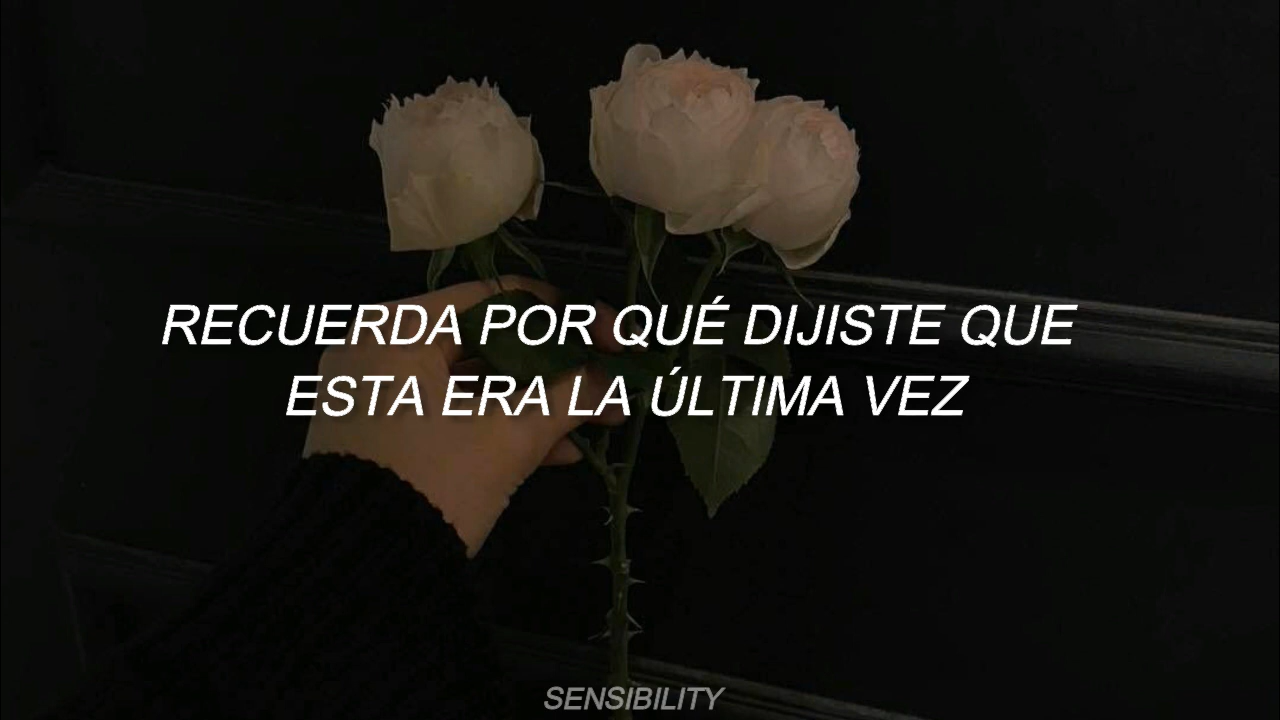 RECUERDA POR QUÉ DIJISTE QUE
ESTA ERA LA ÚLTIMA VEZ
SENSIBILITY